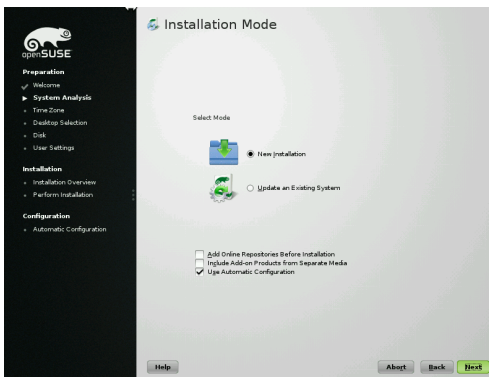 openSUSE
Preparation
Welcome
System Analysis
Time Zone
Desktop Selection
Disk
User Settings
Installation
Installation Overview
Perform Installation
Configuration
Automatic Configuration
Installation Mode
Select Mode
New Installation
Update an Existing System
Add Online Repositories Before Installation
Include Add-on Products from Separate Media
Use Automatic Configuration
Help
Abort
Back
Next